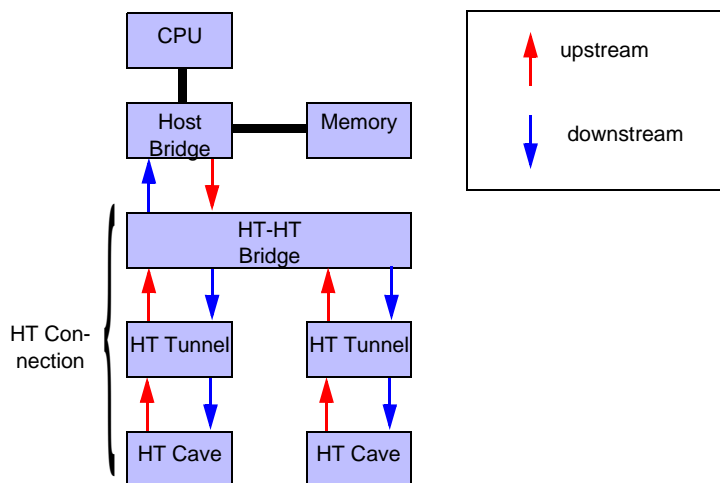 CPU
upstream
Host
Bridge
Memory
downstream
HT-HT
Bridge
HT Con-
nection
HT Tunnel
HT Tunnel
HT Cave
HT Cave